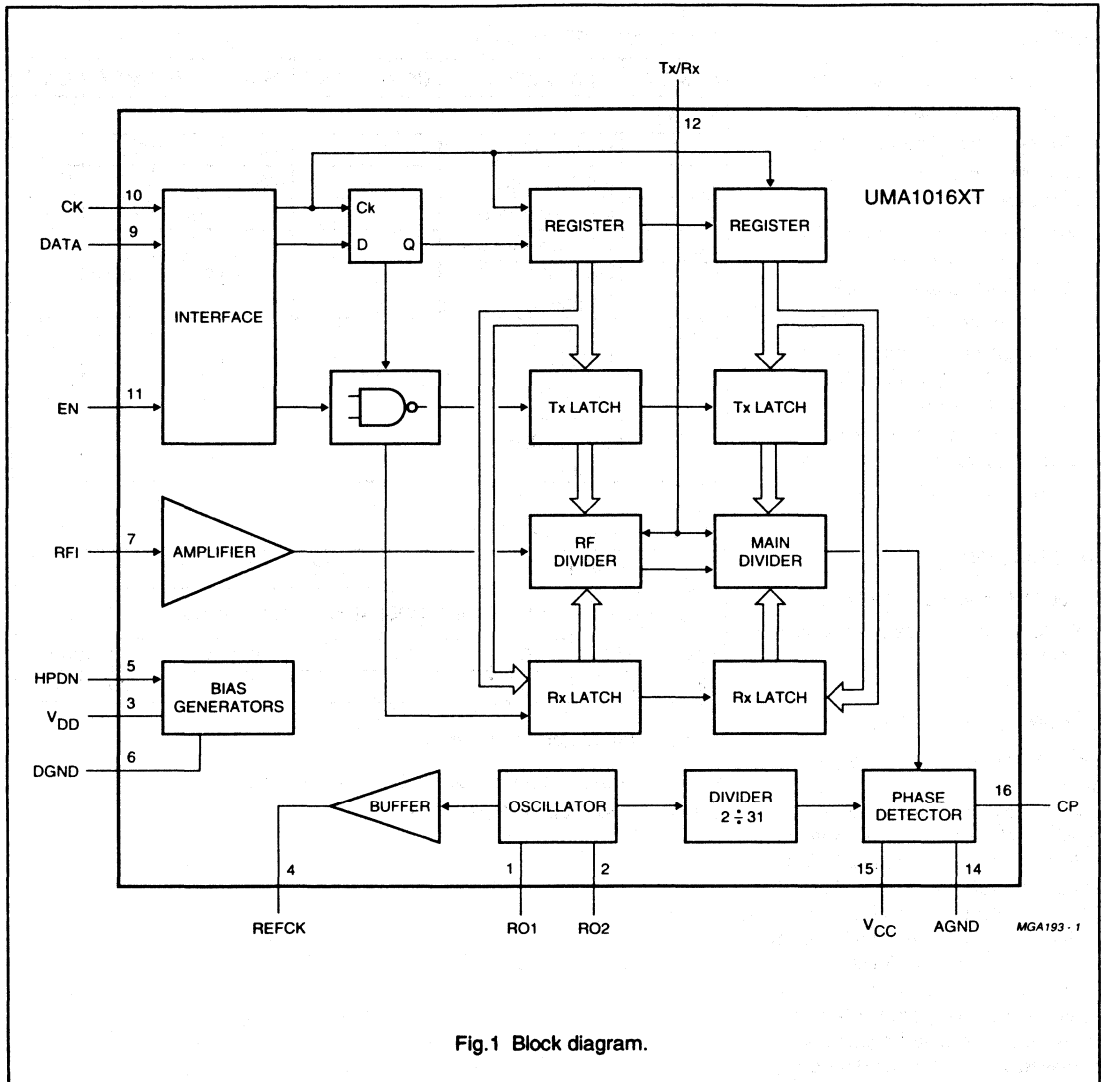 Tx/Rx
12
UMA1016XT
CK
10
DATA
9
INTERFACE
Ck
D Q
REGISTER
REGISTER
EN
11
Tx LATCH
Tx LATCH
RFI
7
AMPLIFIER
RF
DIVIDER
MAIN
DIVIDER
HPDN
5
VDD
3
DGND
6
BIAS
GENERATORS
Rx LATCH
Rx LATCH
BUFFER
OSCILLATOR
DIVIDER
2 ÷ 31
PHASE
DETECTOR
16
CP
4
1
2
15
14
REFCK
RO1
RO2
VCC
AGND
MGA193 - 1
Fig.1 Block diagram.